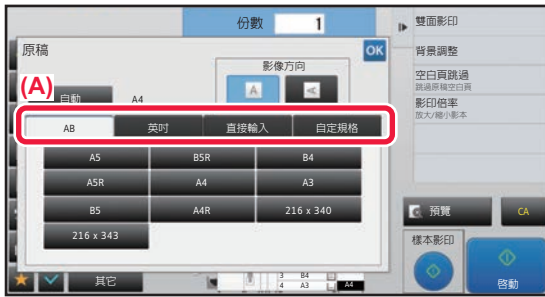 份數 1
雙面影印
原稿
OK
影像方向
背景調整
(A)
自動 A4
A
A
空白頁跳過
跳過原稿空白頁
影印倍率
放大/縮小影本
AB 英吋 直接輸入 自定規格
A5 B5R B4
A5R A4 A3
B5 A4R 216 x 340
216 x 343
預覽
CA
樣本影印
啓動
其它
3 B4
4 A3
A4